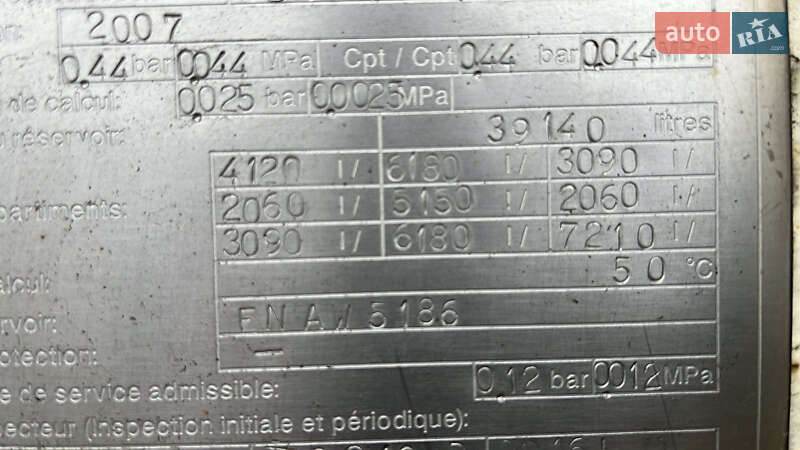 auto RIA .com
2007
0.44 bar 0.044 MPa Cpt / Cpt 0.44 bar 0.044 MPa
de calcul: 0.025 bar 0.0025 MPa
réservoir: 39140 litres
4120 l/ 6180 l/ 3090 l/
partiments: 2060 l/ 5150 l/ 2060 l/
3090 l/ 6180 l/ 7210 l/
alcul: 50 °C
ervoir: EN AW 5186
otection: —
e de service admissible: 0.12 bar 0.012 MPa
pecteur (Inspection initiale et périodique):